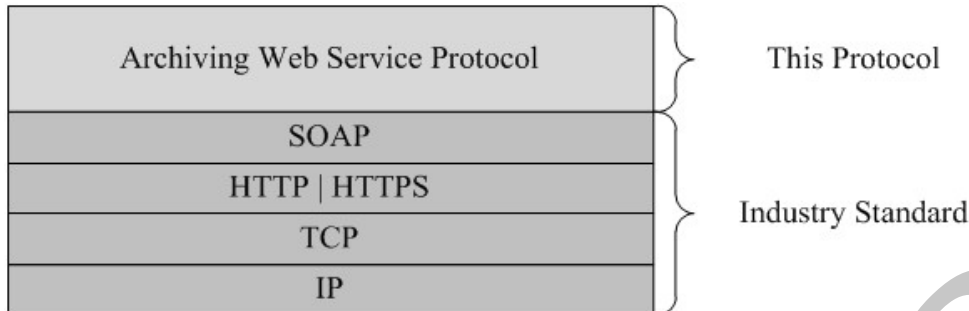 Archiving Web Service Protocol
This Protocol
SOAP
HTTP | HTTPS
TCP
IP
Industry Standard